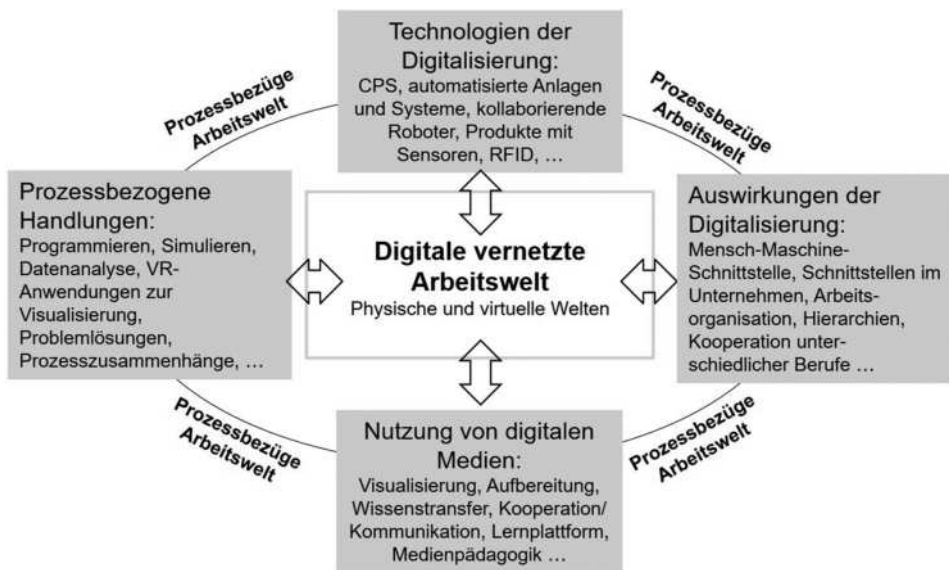 Technologien der
Digitalisierung:
CPS, automatisierte Anlagen
und Systeme, kollaborierende
Roboter, Produkte mit
Sensoren, RFID, …
Prozessbezüge
Arbeitswelt
Prozessbezüge
Arbeitswelt
Prozessbezogene
Handlungen:
Programmieren, Simulieren,
Datenanalyse, VR-
Anwendungen zur
Visualisierung,
Problemlösungen,
Prozesszusammenhänge, …
Digitale vernetzte
Arbeitswelt
Physische und virtuelle Welten
Auswirkungen der
Digitalisierung:
Mensch-Maschine-
Schnittstelle, Schnittstellen im
Unternehmen, Arbeits-
organisation, Hierarchien,
Kooperation unter-
schiedlicher Berufe …
Prozessbezüge
Arbeitswelt
Prozessbezüge
Arbeitswelt
Nutzung von digitalen
Medien:
Visualisierung, Aufbereitung,
Wissenstransfer, Kooperation/
Kommunikation, Lernplattform,
Medienpädagogik …